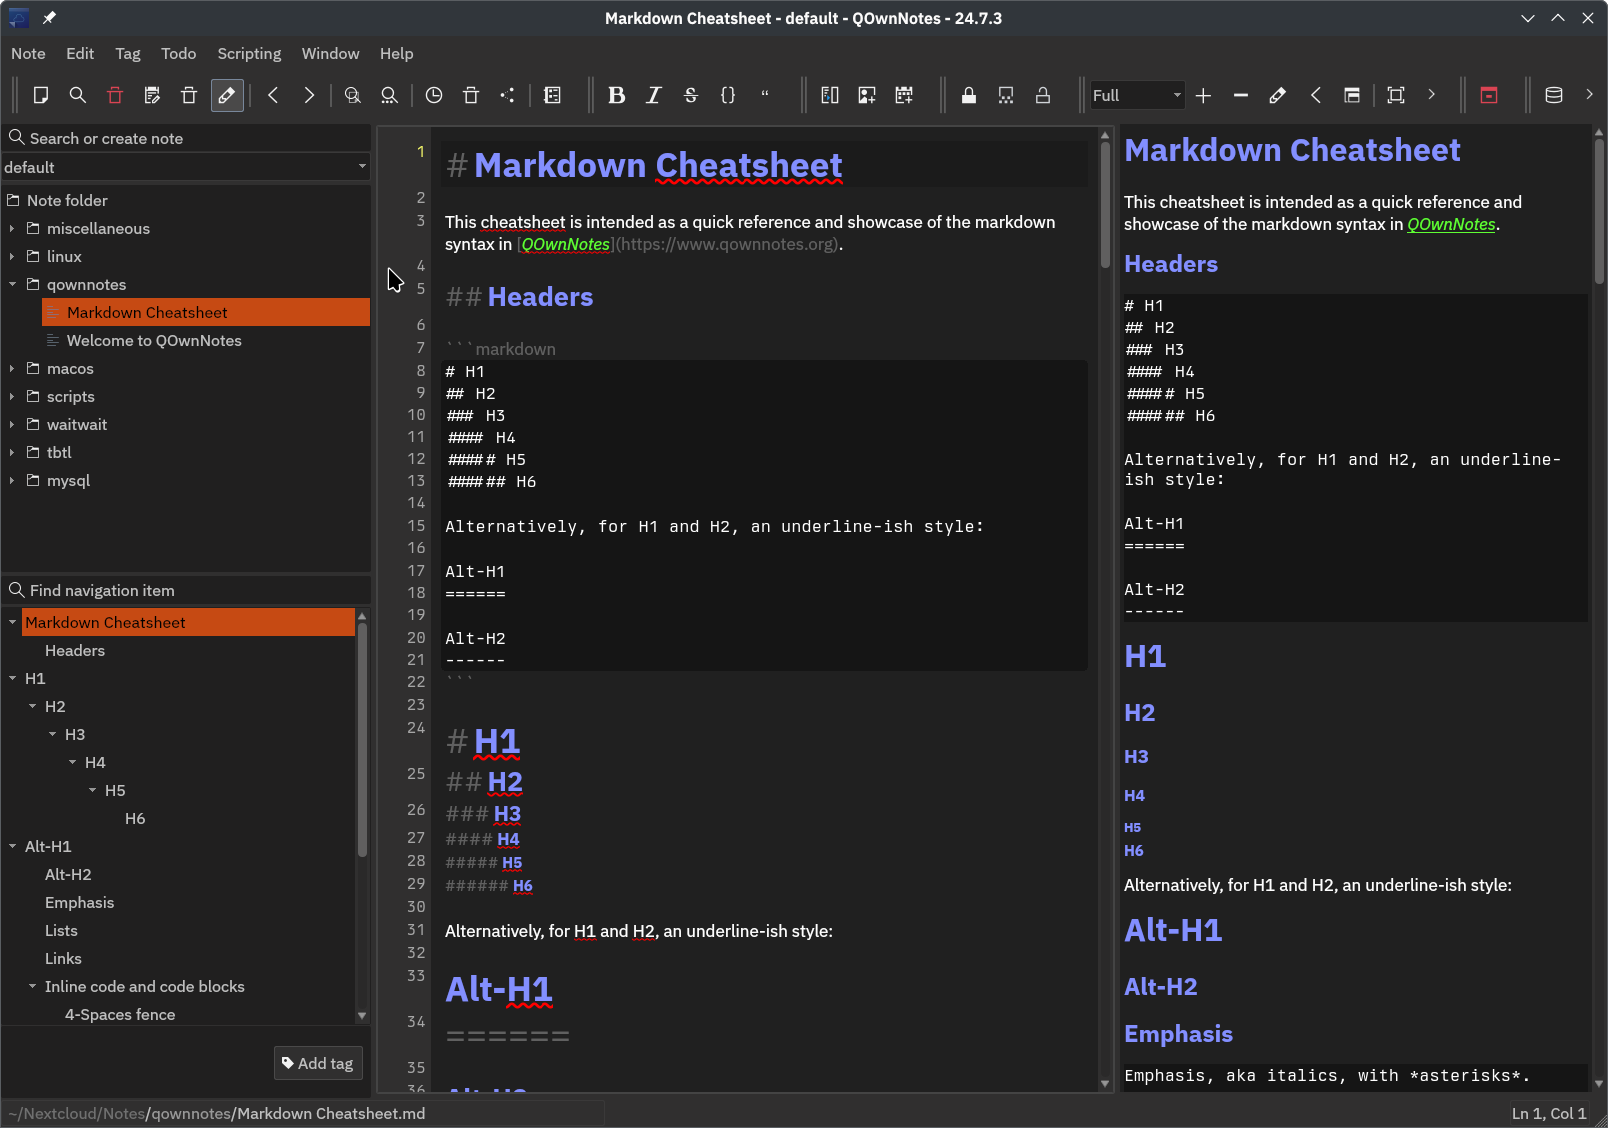 Markdown Cheatsheet - default - QOwnNotes - 24.7.3
Note Edit Tag Todo Scripting Window Help
B I S {} “ Full
Search or create note
default
Note folder
miscellaneous
linux
qownnotes
Markdown Cheatsheet
Welcome to QOwnNotes
macos
scripts
waitwait
tbtl
mysql
Find navigation item
Markdown Cheatsheet
Headers
H1
H2
H3
H4
H5
H6
Alt-H1
Alt-H2
Emphasis
Lists
Links
Inline code and code blocks
4-Spaces fence
Add tag
1 # Markdown Cheatsheet
2
3 This cheatsheet is intended as a quick reference and showcase of the markdown
syntax in [QOwnNotes](https://www.qownnotes.org).
4
5 ## Headers
6
7 ```markdown
8 # H1
9 ## H2
10 ### H3
11 #### H4
12 ##### H5
13 ###### H6
14
15 Alternatively, for H1 and H2, an underline-ish style:
16
17 Alt-H1
18 ======
19
20 Alt-H2
21 ------
22 ```
23
24 # H1
25 ## H2
26 ### H3
27 #### H4
28 ##### H5
29 ###### H6
30
31 Alternatively, for H1 and H2, an underline-ish style:
32
33 Alt-H1
34 ======
35
36 Alt-H2
Markdown Cheatsheet
This cheatsheet is intended as a quick reference and
showcase of the markdown syntax in QOwnNotes.
Headers
# H1
## H2
### H3
#### H4
##### H5
###### H6
Alternatively, for H1 and H2, an underline-
ish style:
Alt-H1
======
Alt-H2
------
H1
H2
H3
H4
H5
H6
Alternatively, for H1 and H2, an underline-ish style:
Alt-H1
Alt-H2
Emphasis
Emphasis, aka italics, with *asterisks*.
~/Nextcloud/Notes/qownnotes/Markdown Cheatsheet.md
Ln 1, Col 1